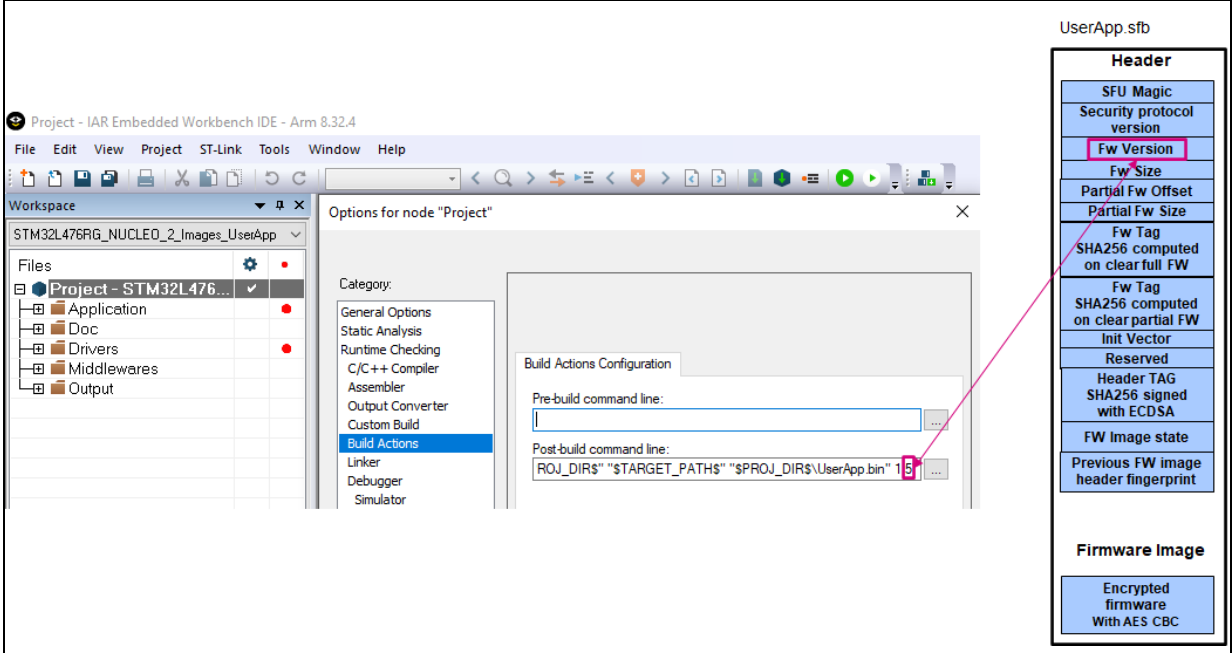 UserApp.sfb
Header
SFU Magic
Security protocol
version
Fw Version
Fw Size
Partial Fw Offset
Partial Fw Size
Fw Tag
SHA256 computed
on clear full FW
Fw Tag
SHA256 computed
on clear partial FW
Init Vector
Reserved
Header TAG
SHA256 signed
with ECDSA
FW Image state
Previous FW image
header fingerprint
Firmware Image
Encrypted
firmware
With AES CBC
Project - IAR Embedded Workbench IDE - Arm 8.32.4
File Edit View Project ST-Link Tools Window Help
Workspace
STM32L476RG_NUCLEO_2_Images_UserApp
Files
Project - STM32L476...
Application
Doc
Drivers
Middlewares
Output
Options for node "Project"
Category:
General Options
Static Analysis
Runtime Checking
C/C++ Compiler
Assembler
Output Converter
Custom Build
Build Actions
Linker
Debugger
Simulator
Build Actions Configuration
Pre-build command line:
...
Post-build command line:
ROJ_DIR$" "$TARGET_PATH$" "$PROJ_DIR$\UserApp.bin" 1 5
...